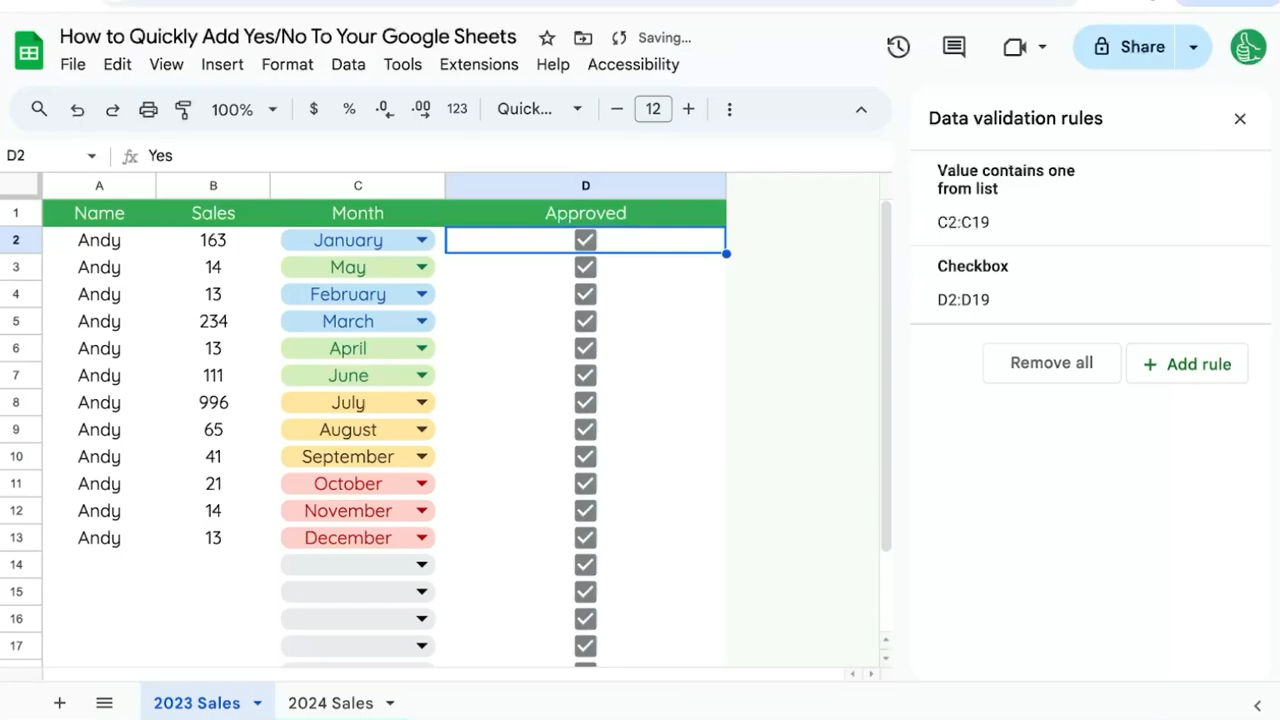 How to Quickly Add Yes/No To Your Google Sheets Saving...
File Edit View Insert Format Data Tools Extensions Help Accessibility
Share
100% $ % .0 .00 123 Quick... 12
D2 fx Yes
A B C D
1 Name Sales Month Approved
2 Andy 163 January
3 Andy 14 May
4 Andy 13 February
5 Andy 234 March
6 Andy 13 April
7 Andy 111 June
8 Andy 996 July
9 Andy 65 August
10 Andy 41 September
11 Andy 21 October
12 Andy 14 November
13 Andy 13 December
14
15
16
17
2023 Sales 2024 Sales
Data validation rules
Value contains one
from list
C2:C19
Checkbox
D2:D19
Remove all + Add rule